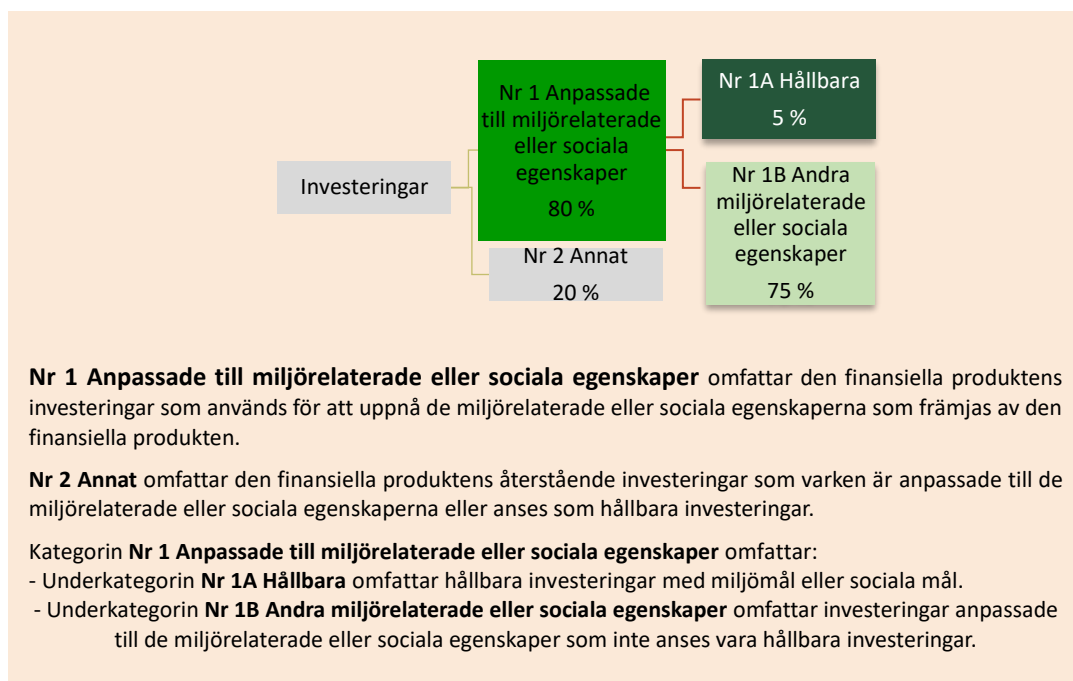 Investeringar
Nr 1 Anpassade
till miljörelaterade
eller sociala
egenskaper
80 %
Nr 2 Annat
20 %
Nr 1A Hållbara
5 %
Nr 1B Andra
miljörelaterade
eller sociala
egenskaper
75 %
Nr 1 Anpassade till miljörelaterade eller sociala egenskaper omfattar den finansiella produktens
investeringar som används för att uppnå de miljörelaterade eller sociala egenskaperna som främjas av den
finansiella produkten.
Nr 2 Annat omfattar den finansiella produktens återstående investeringar som varken är anpassade till de
miljörelaterade eller sociala egenskaperna eller anses som hållbara investeringar.
Kategorin Nr 1 Anpassade till miljörelaterade eller sociala egenskaper omfattar:
- Underkategorin Nr 1A Hållbara omfattar hållbara investeringar med miljömål eller sociala mål.
- Underkategorin Nr 1B Andra miljörelaterade eller sociala egenskaper omfattar investeringar anpassade
till de miljörelaterade eller sociala egenskaper som inte anses vara hållbara investeringar.